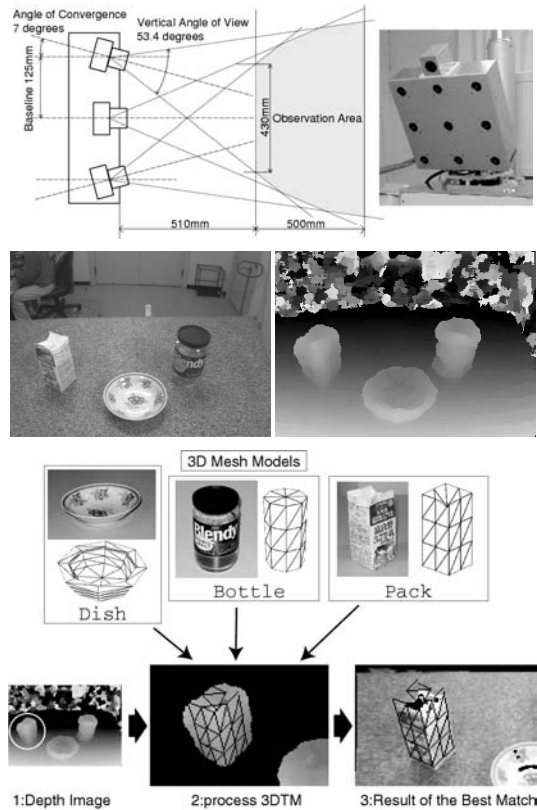 Angle of Convergence
7 degrees
Vertical Angle of View
53.4 degrees
Baseline 125mm
430mm
Observation Area
510mm
500mm
3D Mesh Models
Blendy
Dish
Bottle
Pack
1:Depth Image
2:process 3DTM
3:Result of the Best Match